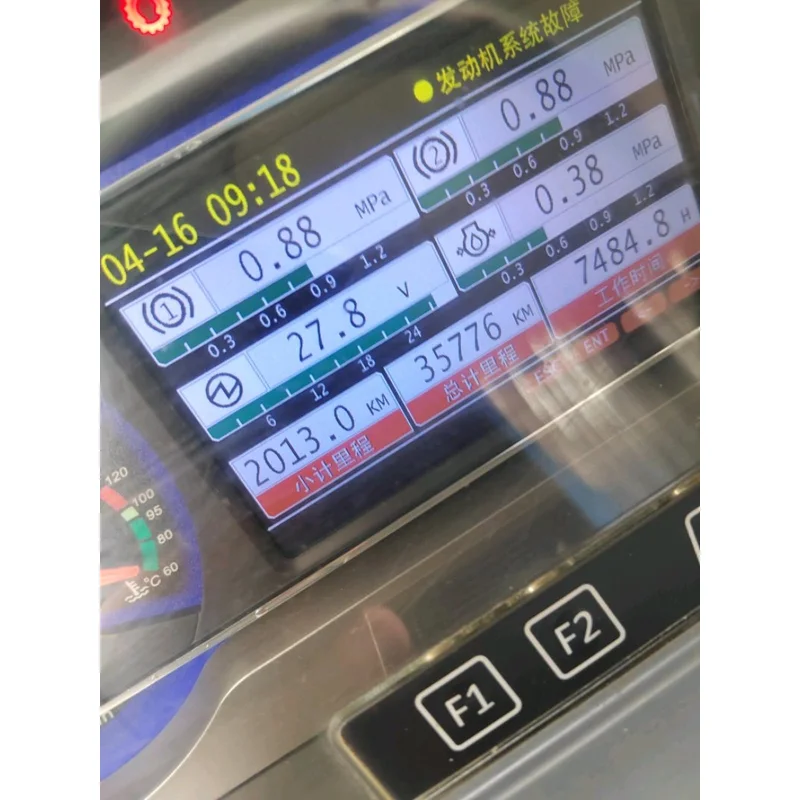 发动机系统故障
04-16 09:18
1
0.88 MPa
0.3 0.6 0.9 1.2
2
0.88 MPa
0.3 0.6 0.9 1.2
27.8 V
6 12 18 24
0.38 MPa
0.3 0.6 0.9 1.2
2013.0 KM
小计里程
35776 KM
总计里程
7484.8 H
工作时间
ESC ENT
120
100
95
80
60
°C
F1
F2